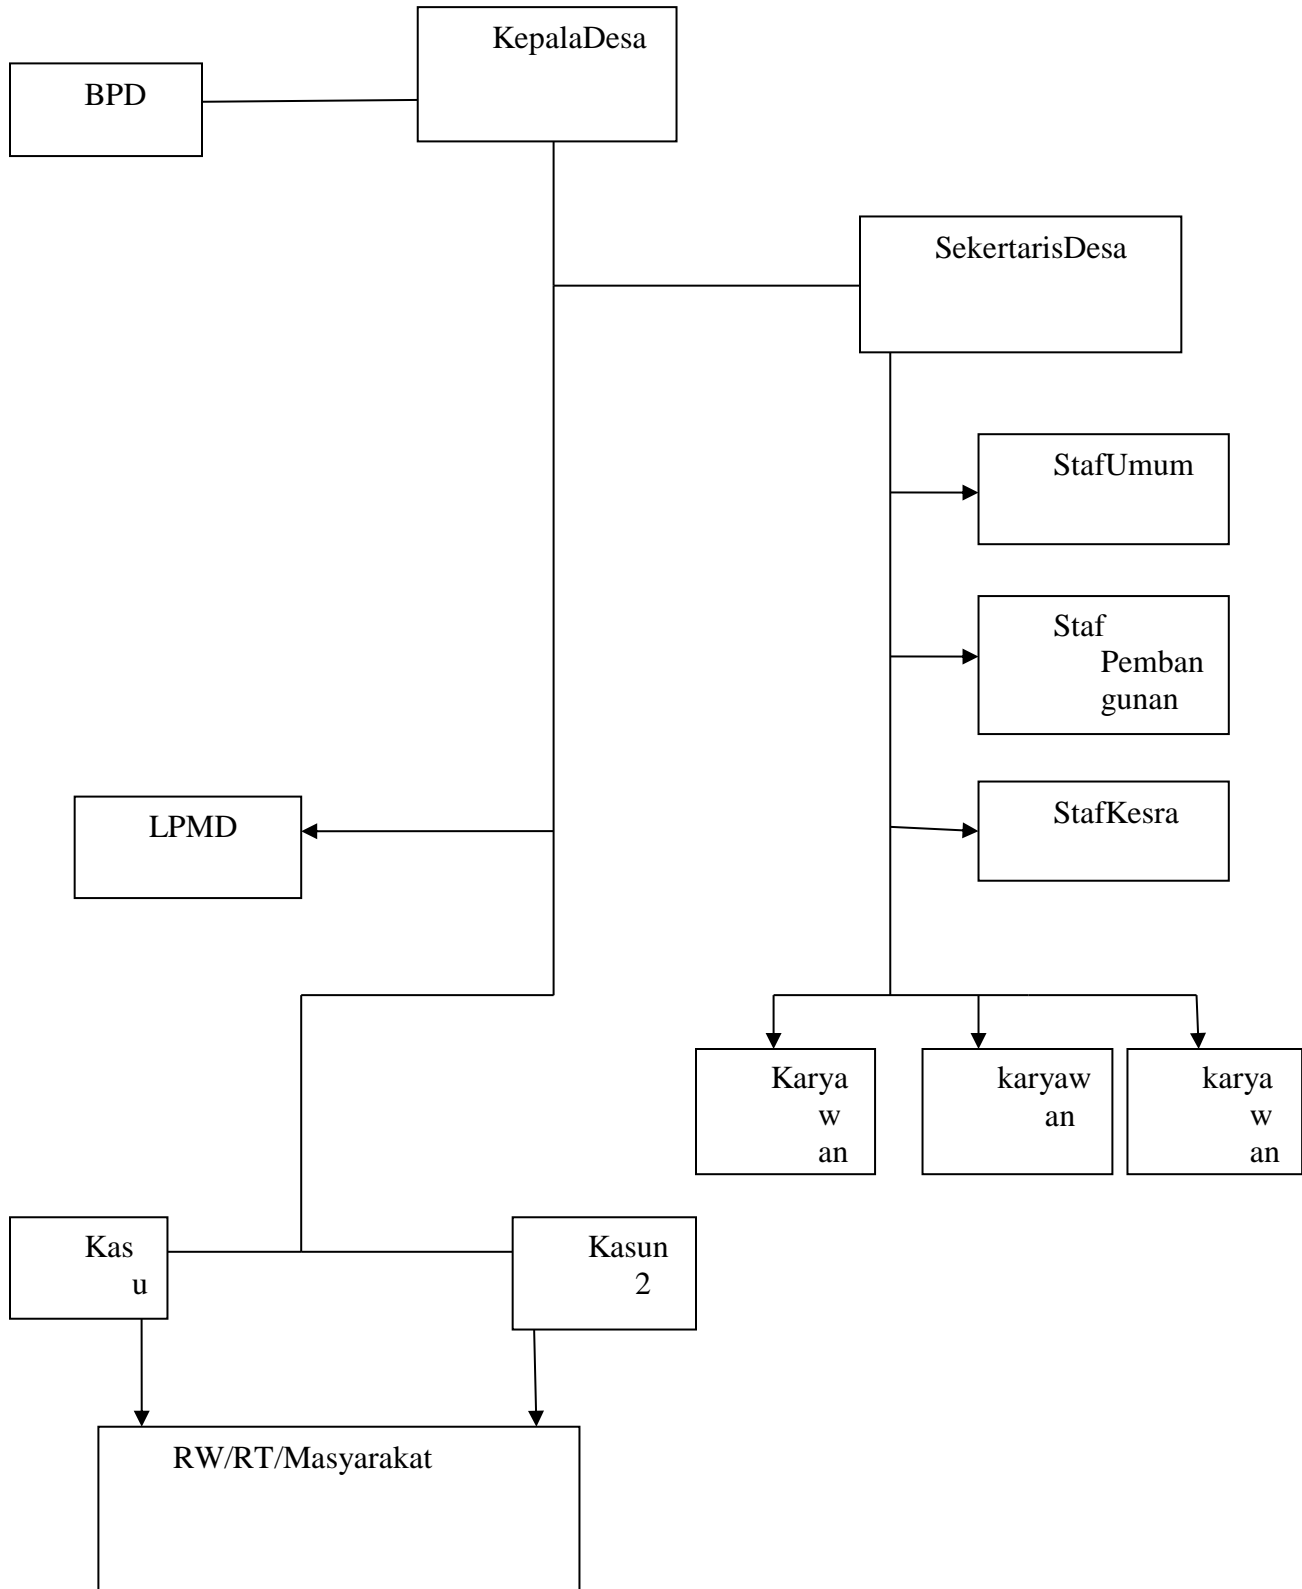 KepalaDesa
BPD
SekertarisDesa
StafUmum
Staf
Pemban
gunan
StafKesra
LPMD
Karya
w
an
karyaw
an
karya
w
an
Kas
u
Kasun
2
RW/RT/Masyarakat